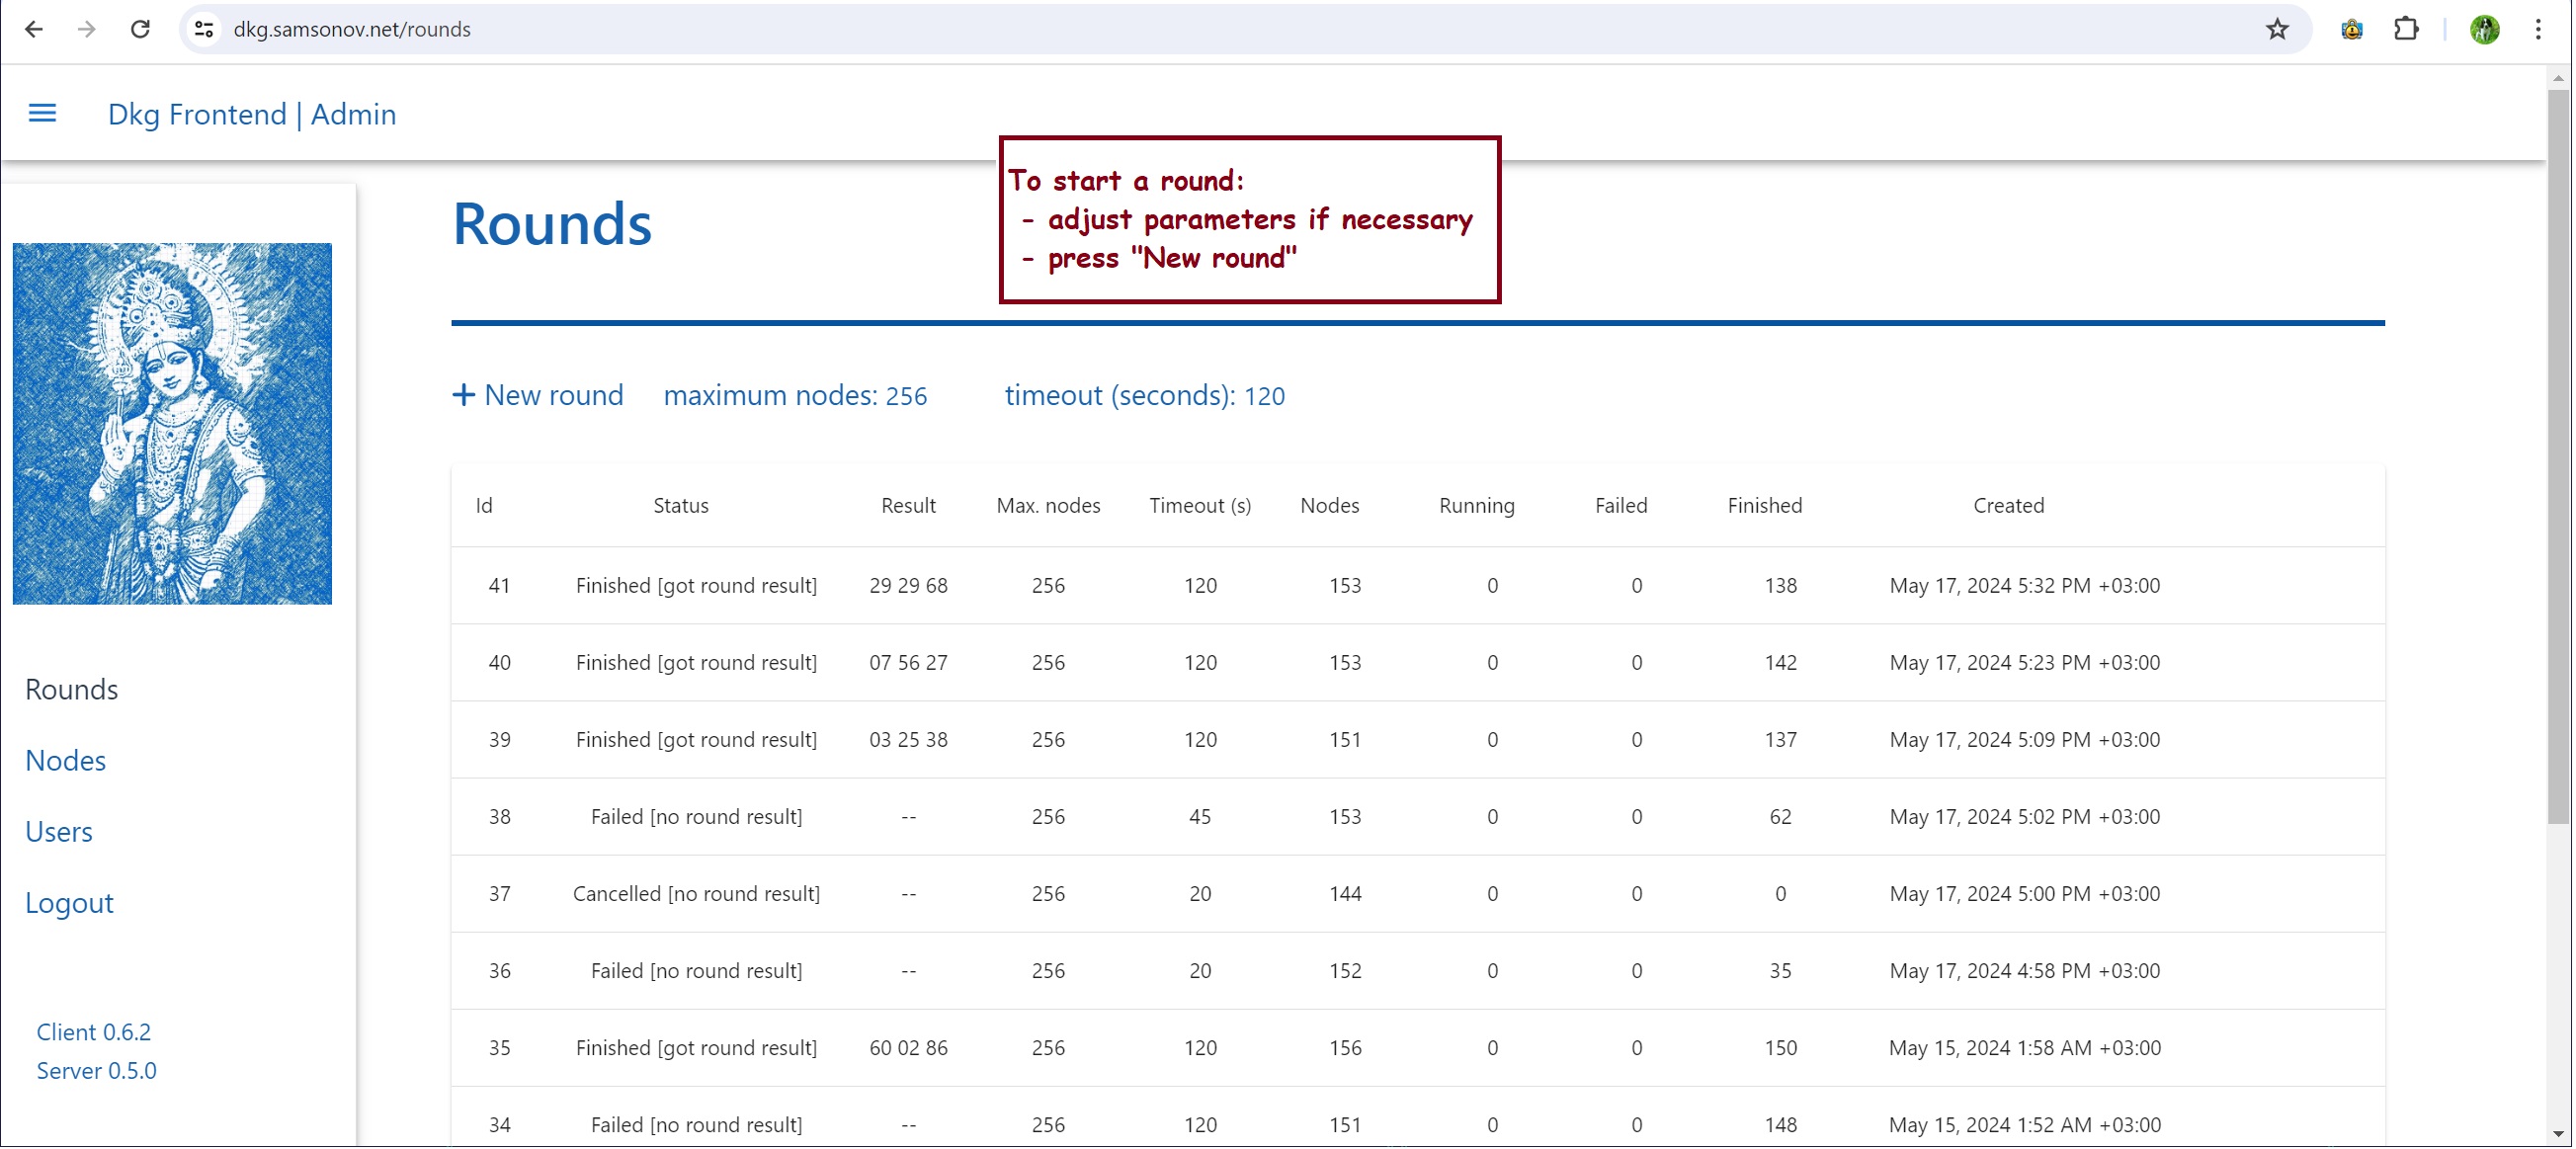 dkg.samsonov.net/rounds
Dkg Frontend | Admin
To start a round:
- adjust parameters if necessary
- press "New round"
Rounds
+ New round maximum nodes: 256 timeout (seconds): 120
Id Status Result Max. nodes Timeout (s) Nodes Running Failed Finished Created
41 Finished [got round result] 29 29 68 256 120 153 0 0 138 May 17, 2024 5:32 PM +03:00
40 Finished [got round result] 07 56 27 256 120 153 0 0 142 May 17, 2024 5:23 PM +03:00
39 Finished [got round result] 03 25 38 256 120 151 0 0 137 May 17, 2024 5:09 PM +03:00
38 Failed [no round result] -- 256 45 153 0 0 62 May 17, 2024 5:02 PM +03:00
37 Cancelled [no round result] -- 256 20 144 0 0 0 May 17, 2024 5:00 PM +03:00
36 Failed [no round result] -- 256 20 152 0 0 35 May 17, 2024 4:58 PM +03:00
35 Finished [got round result] 60 02 86 256 120 156 0 0 150 May 15, 2024 1:58 AM +03:00
34 Failed [no round result] -- 256 120 151 0 0 148 May 15, 2024 1:52 AM +03:00
Rounds
Nodes
Users
Logout
Client 0.6.2
Server 0.5.0